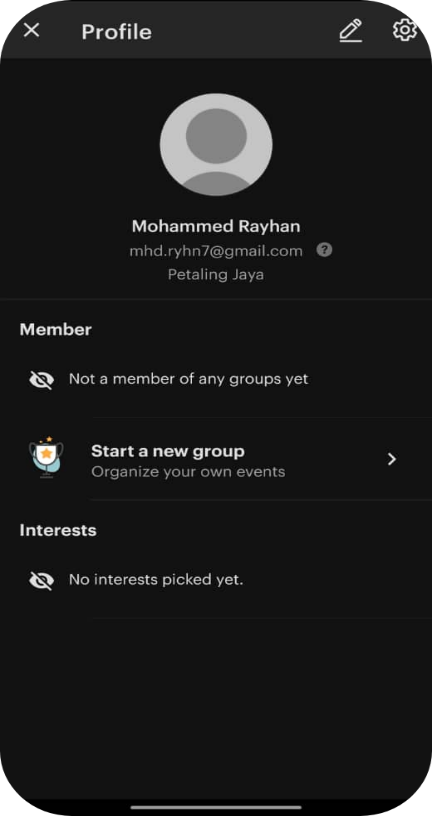 Profile
Mohammed Rayhan
mhd.ryhn7@gmail.com ?
Petaling Jaya
Member
Not a member of any groups yet
Start a new group
Organize your own events
Interests
No interests picked yet.